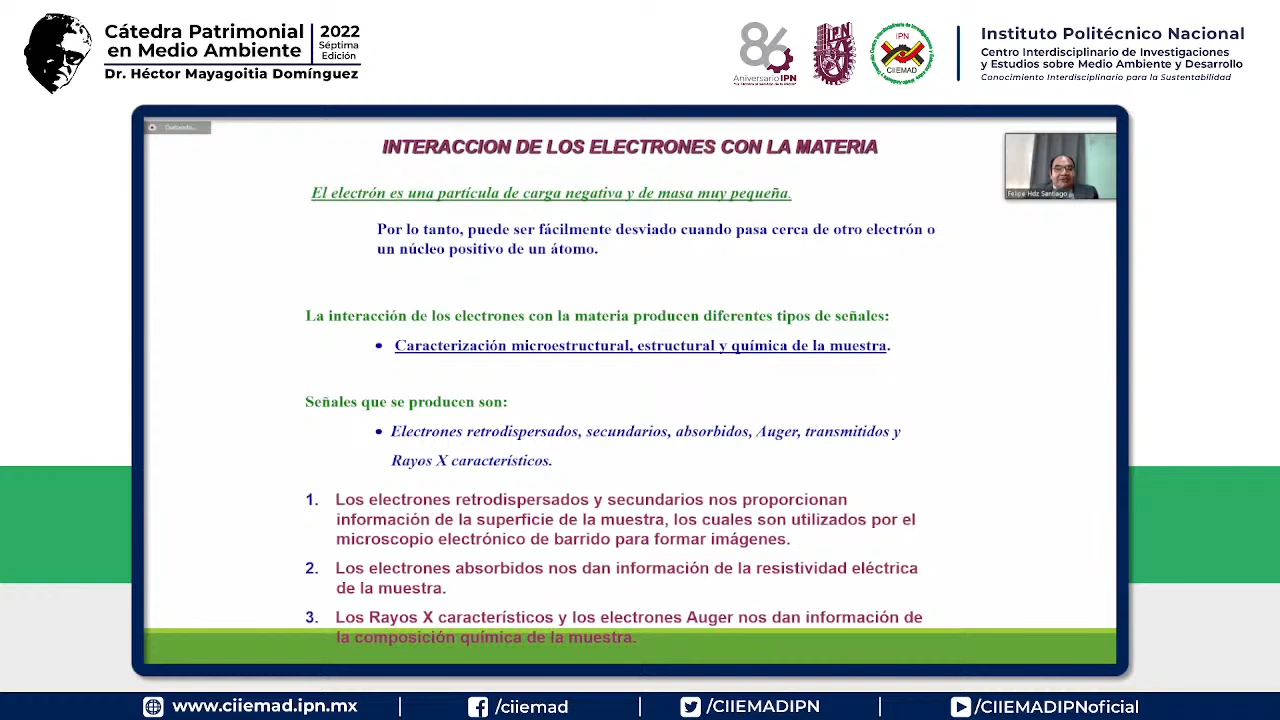 Cátedra Patrimonial
en Medio Ambiente
2022
Séptima
Edición
Dr. Héctor Mayagoitia Domínguez
86
Aniversario IPN
IPN
IPN
CIIEMAD
Instituto Politécnico Nacional
Centro Interdisciplinario de Investigaciones
y Estudios sobre Medio Ambiente y Desarrollo
Conocimiento Interdisciplinario para la Sustentabilidad
INTERACCION DE LOS ELECTRONES CON LA MATERIA
Felipe Hdz Santiago
El electrón es una partícula de carga negativa y de masa muy pequeña.
Por lo tanto, puede ser fácilmente desviado cuando pasa cerca de otro electrón o
un núcleo positivo de un átomo.
La interacción de los electrones con la materia producen diferentes tipos de señales:
• Caracterización microestructural, estructural y química de la muestra.
Señales que se producen son:
• Electrones retrodispersados, secundarios, absorbidos, Auger, transmitidos y
Rayos X característicos.
1. Los electrones retrodispersados y secundarios nos proporcionan
información de la superficie de la muestra, los cuales son utilizados por el
microscopio electrónico de barrido para formar imágenes.
2. Los electrones absorbidos nos dan información de la resistividad eléctrica
de la muestra.
3. Los Rayos X característicos y los electrones Auger nos dan información de
la composición química de la muestra.
www.ciiemad.ipn.mx
/ciiemad
/CIIEMADIPN
/CIIEMADIPNoficial